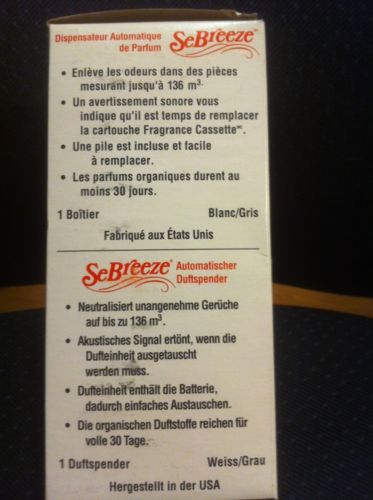 Dispensateur Automatique
de Parfum
SeBreeze™
• Enlève les odeurs dans des pièces
mesurant jusqu'à 136 m³.
• Un avertissement sonore vous
indique qu'il est temps de remplacer
la cartouche Fragrance Cassette℠.
• Une pile est incluse et facile
à remplacer.
• Les parfums organiques durent au
moins 30 jours.
1 Boîtier Blanc/Gris
Fabriqué aux États Unis
SeBreeze® Automatischer
Duftspender
• Neutralisiert unangenehme Gerüche
auf bis zu 136 m³.
• Akustisches Signal ertönt, wenn die
Dufteinheit ausgetauscht
werden muss.
• Dufteinheit enthält die Batterie,
dadurch einfaches Austauschen.
• Die organischen Duftstoffe reichen für
volle 30 Tage.
1 Duftspender Weiss/Grau
Hergestellt in der USA